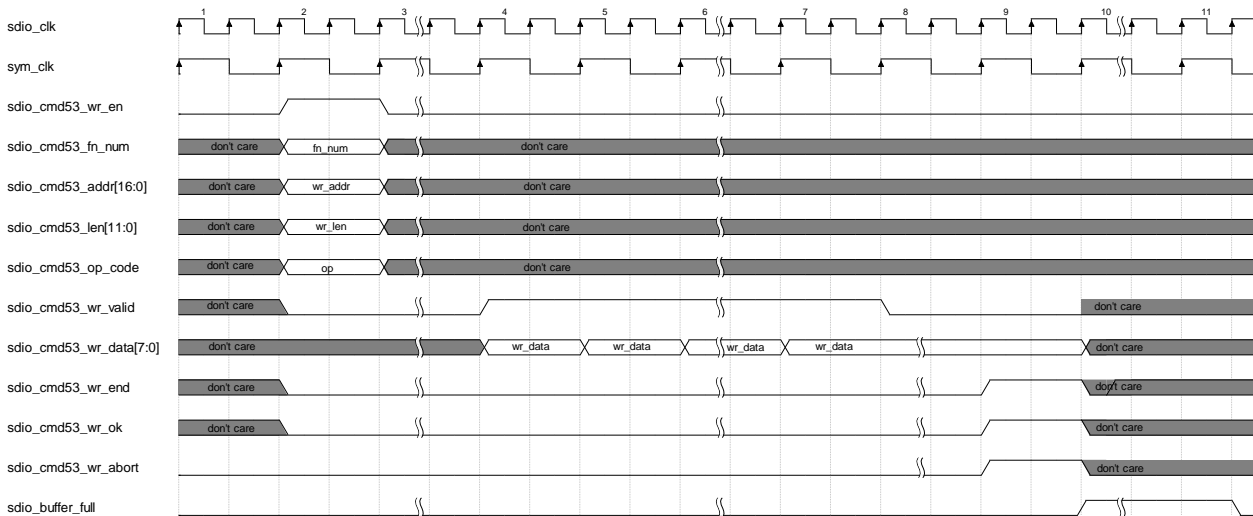 1 2 3 4 5 6 7 8 9 10 11
sdio_clk
sym_clk
sdio_cmd53_wr_en
sdio_cmd53_fn_num don't care fn_num don't care
sdio_cmd53_addr[16:0] don't care wr_addr don't care
sdio_cmd53_len[11:0] don't care wr_len don't care
sdio_cmd53_op_code don't care op don't care
sdio_cmd53_wr_valid don't care don't care
sdio_cmd53_wr_data[7:0] don't care wr_data wr_data wr_data wr_data don't care
sdio_cmd53_wr_end don't care don't care
sdio_cmd53_wr_ok don't care don't care
sdio_cmd53_wr_abort don't care
sdio_buffer_full